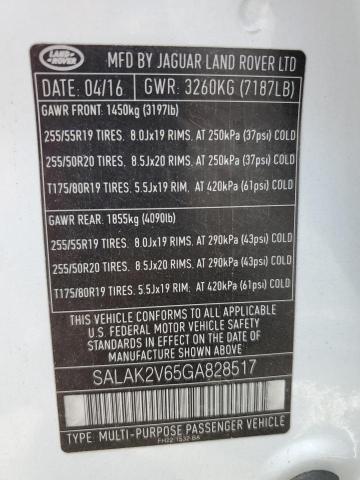 LAND ROVER
MFD BY JAGUAR LAND ROVER LTD
DATE: 04/16 GWR: 3260KG (7187LB)
GAWR FRONT: 1450kg (3197lb)
255/55R19 TIRES. 8.0Jx19 RIMS. AT 250kPa (37psi) COLD
255/50R20 TIRES. 8.5Jx20 RIMS. AT 250kPa (37psi) COLD
T175/80R19 TIRES. 5.5Jx19 RIM. AT 420kPa (61psi) COLD
GAWR REAR: 1855kg (4090lb)
255/55R19 TIRES. 8.0Jx19 RIMS. AT 290kPa (43psi) COLD
255/50R20 TIRES. 8.5Jx20 RIMS. AT 290kPa (43psi) COLD
T175/80R19 TIRES. 5.5Jx19 RIM. AT 420kPa (61psi) COLD
THIS VEHICLE CONFORMS TO ALL APPLICABLE
U.S. FEDERAL MOTOR VEHICLE SAFETY
STANDARDS IN EFFECT ON THE DATE OF
MANUFACTURE SHOWN ABOVE.
SALAK2V65GA828517
TYPE: MULTI-PURPOSE PASSENGER VEHICLE
FH22-1532-BA